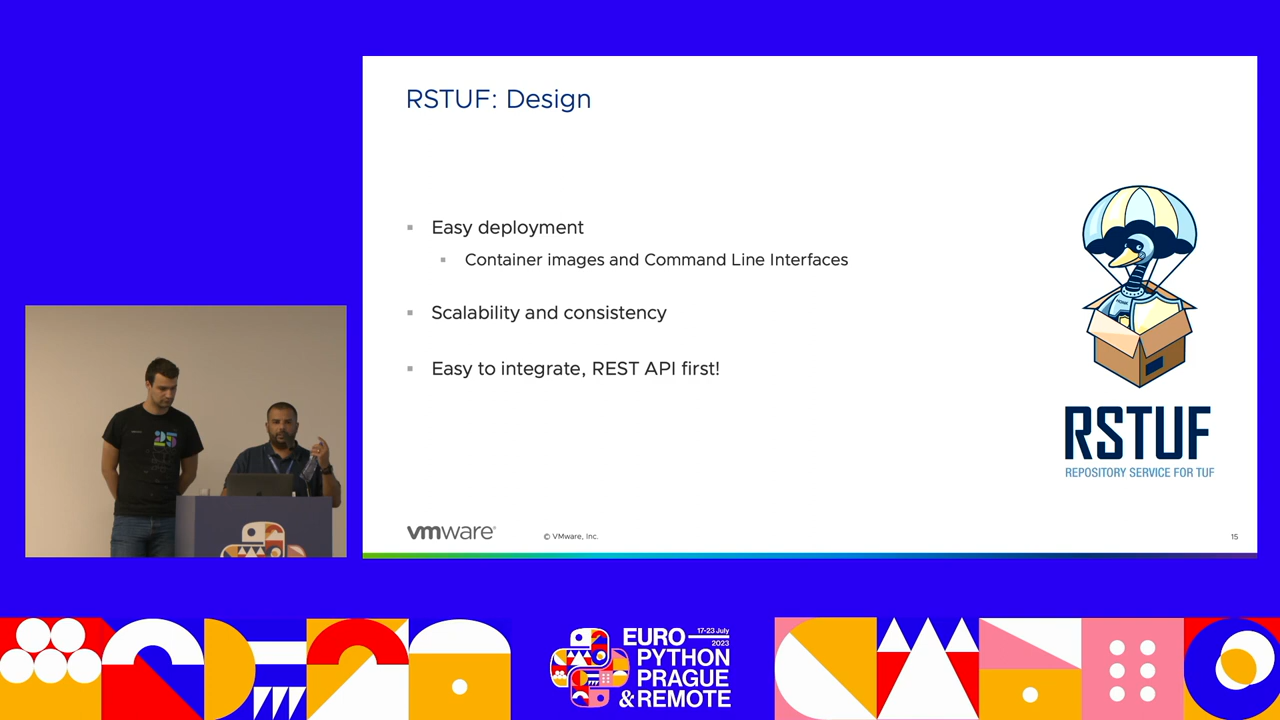 RSTUF: Design
Easy deployment
Container images and Command Line Interfaces
Scalability and consistency
Easy to integrate, REST API first!
RSTUF
REPOSITORY SERVICE FOR TUF
vmware®
© VMware, Inc.
15
25
EURO
17-23 July
2023
PYTHON
PRAGUE
& REMOTE